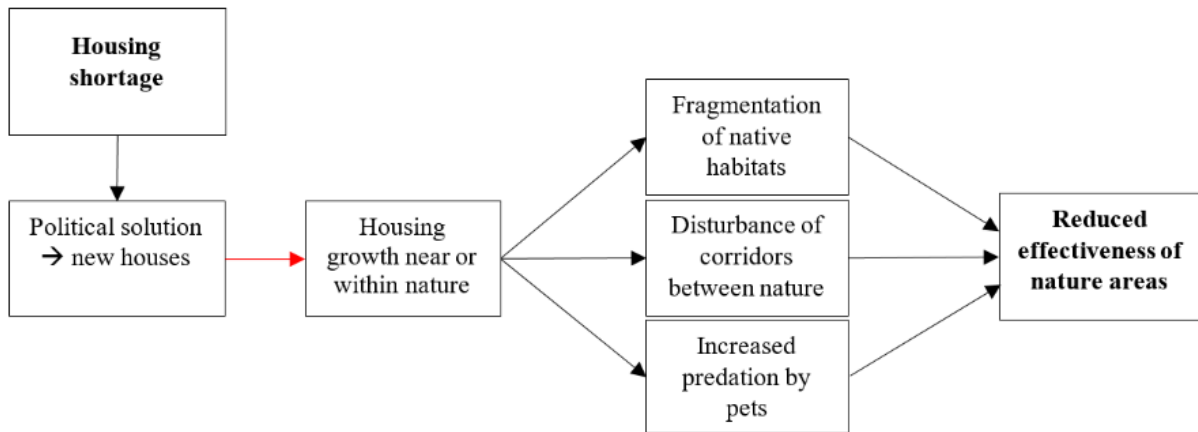 Housing
shortage
Political solution
→ new houses
Housing
growth near or
within nature
Fragmentation
of native
habitats
Disturbance of
corridors
between nature
Increased
predation by
pets
Reduced
effectiveness of
nature areas